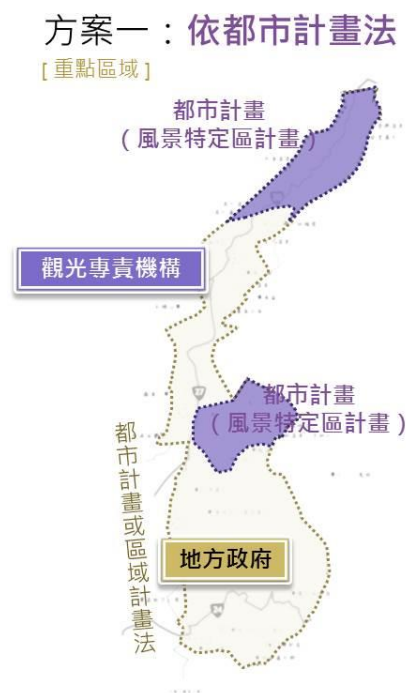 方案一：依都市計畫法
[重點區域]
都市計畫
（風景特定區計畫）
觀光專責機構
27
都市計畫
（風景特定區計畫）
都市計畫或區域計畫法
地方政府
24